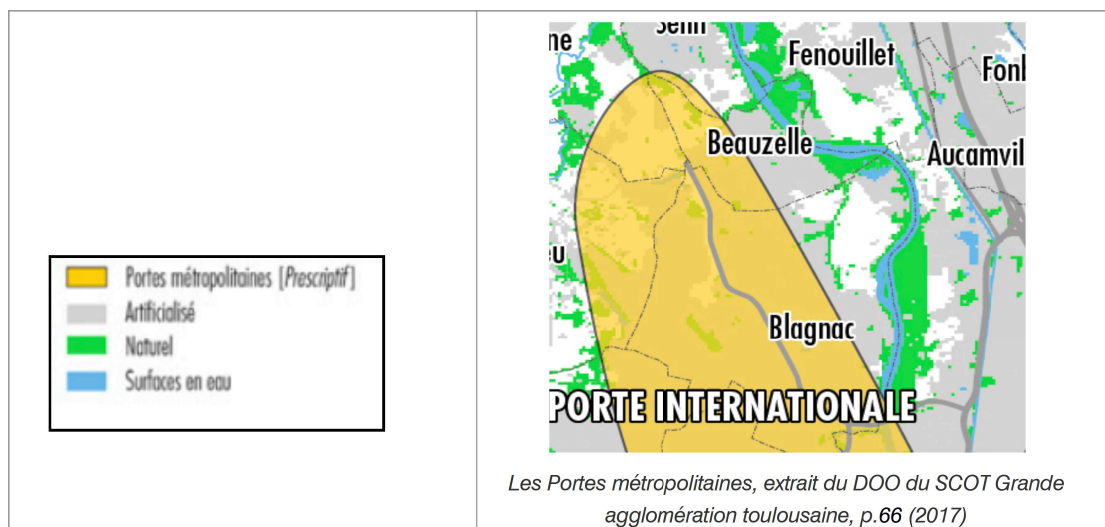 Portes métropolitaines [Prescriptif]
Artificialisé
Naturel
Surfaces en eau
Fenouillet
Beauzelle
Aucamvil
Blagnac
PORTE INTERNATIONALE
Les Portes métropolitaines, extrait du DOO du SCOT Grande
agglomération toulousaine, p.66 (2017)